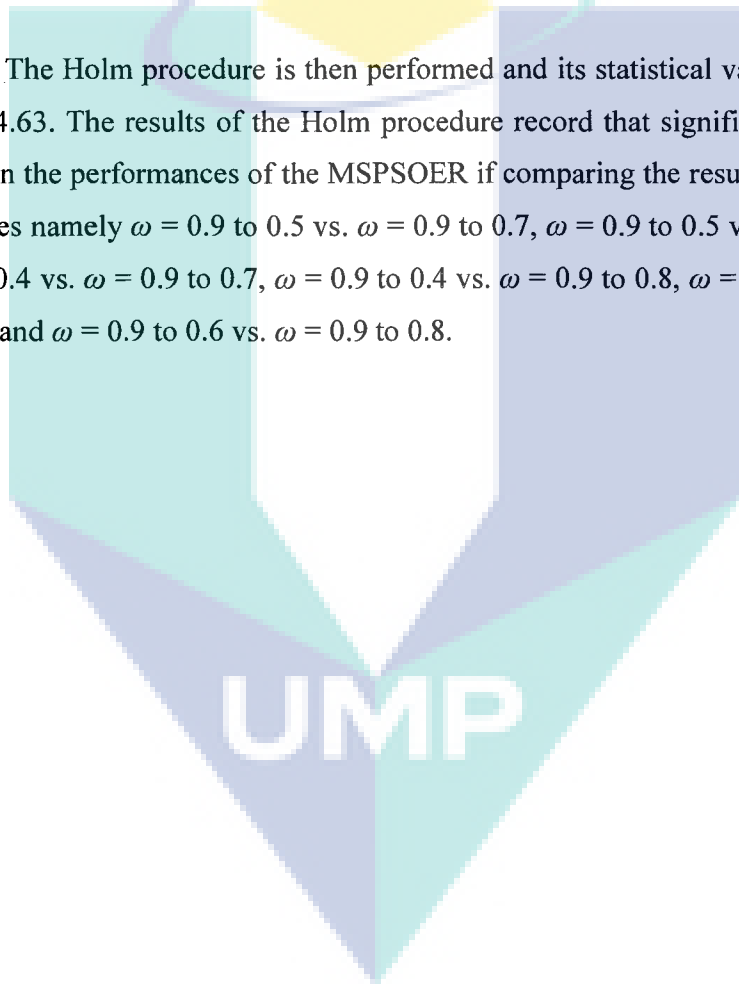 The Holm procedure is then performed and its statistical
4.63. The results of the Holm procedure record that
the performances of the MSPSOER if comparing the
namely ω = 0.9 to 0.5 vs. ω = 0.9 to 0.7, ω = 0.9 to 0.5
0.4 vs. ω = 0.9 to 0.7, ω = 0.9 to 0.4 vs. ω = 0.9 to 0.8, ω =
and ω = 0.9 to 0.6 vs. ω = 0.9 to 0.8.
UMP